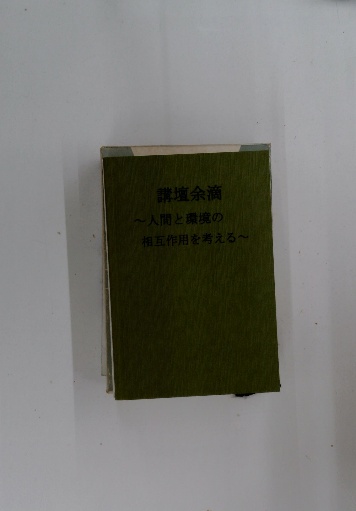 講壇余滴
～人間と環境の
相互作用を考える～